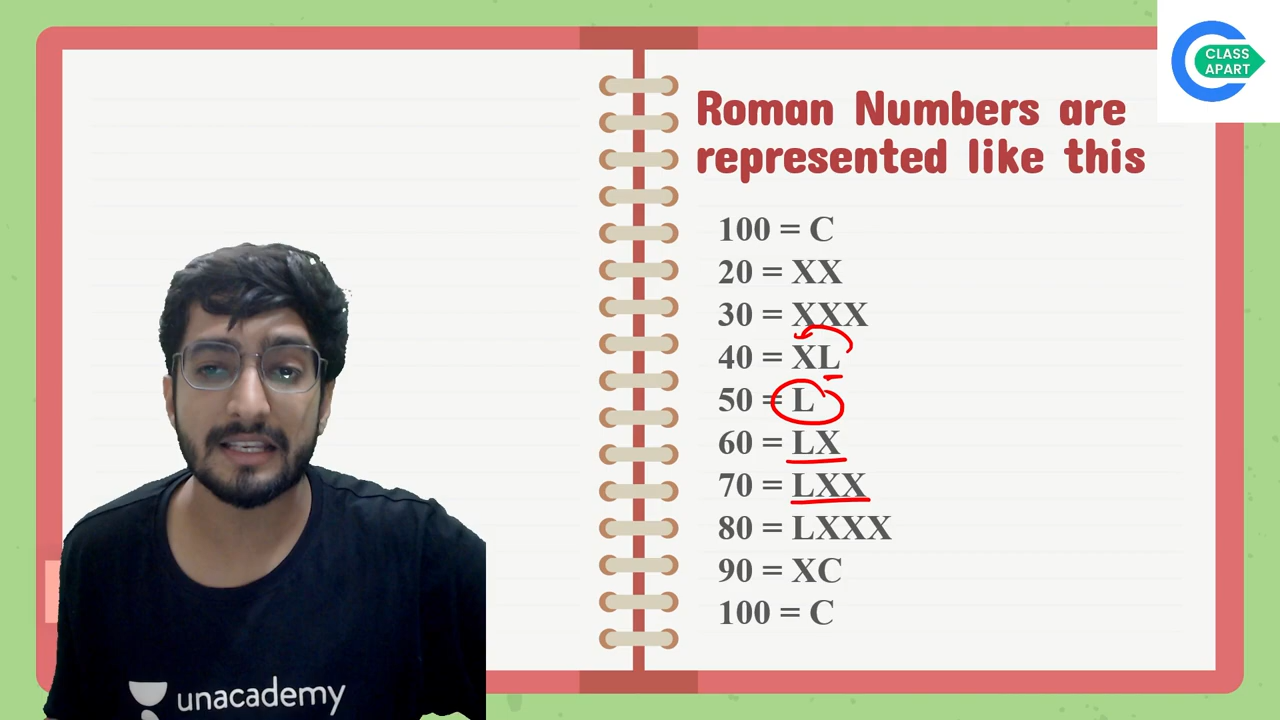 CLASS
APART
Roman Numbers are
represented like this
100 = C
20 = XX
30 = XXX
40 = XL
50 = L
60 = LX
70 = LXX
80 = LXXX
90 = XC
100 = C
unacademy